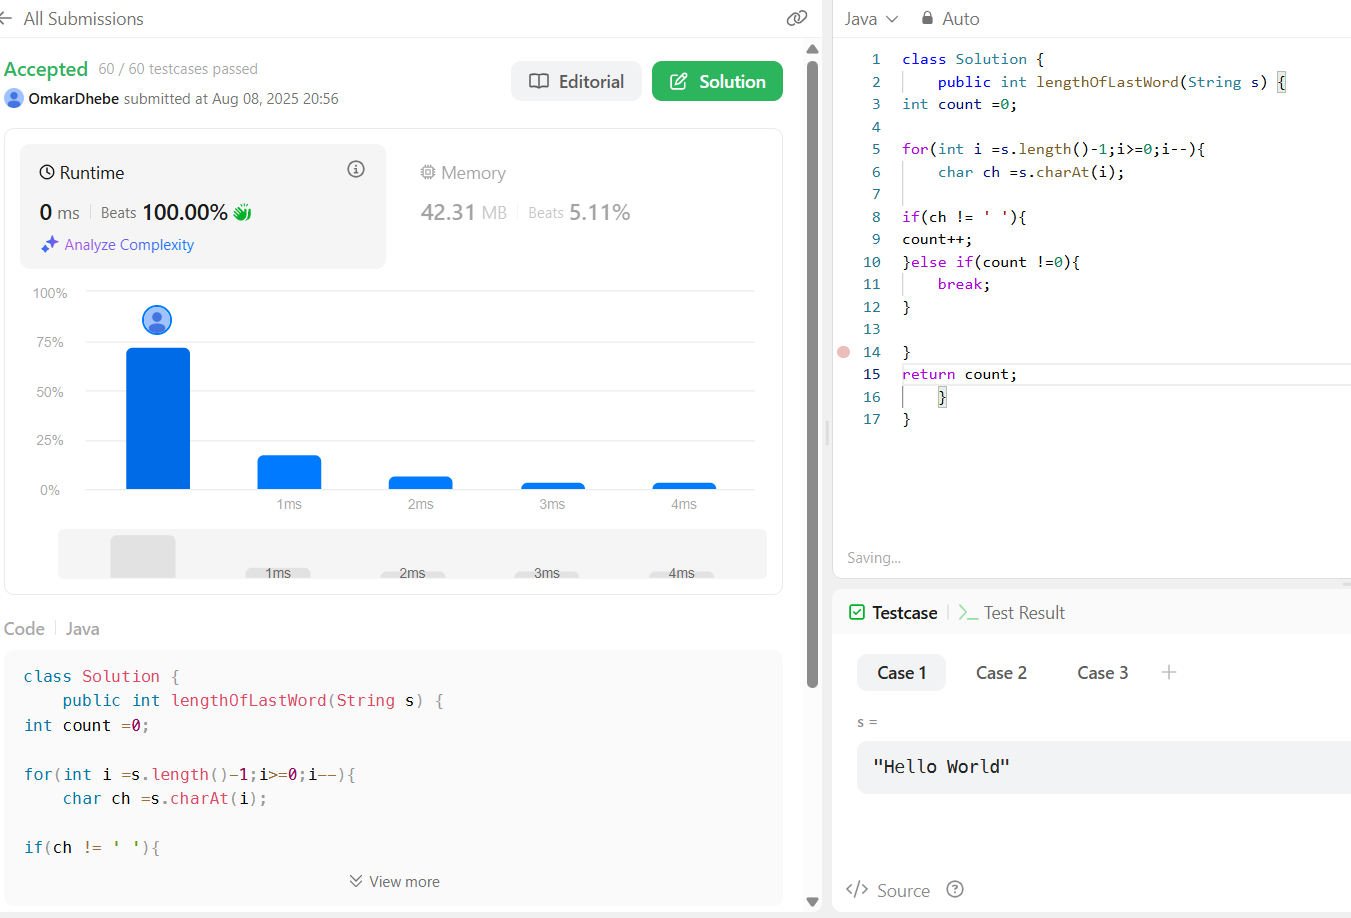 All Submissions
Accepted 60 / 60 testcases passed
OmkarDhebe submitted at Aug 08, 2025 20:56
Editorial
Solution
Runtime
0 ms Beats 100.00%
Analyze Complexity
Memory
42.31 MB Beats 5.11%
100%
75%
50%
25%
0%
1ms 2ms 3ms 4ms
1ms 2ms 3ms 4ms
Code Java
class Solution {
    public int lengthOfLastWord(String s) {
int count =0;

for(int i =s.length()-1;i>=0;i--){
    char ch =s.charAt(i);

if(ch != ' '){
View more
Java Auto
1 class Solution {
2     public int lengthOfLastWord(String s) {
3 int count =0;
4
5 for(int i =s.length()-1;i>=0;i--){
6     char ch =s.charAt(i);
7
8 if(ch != ' '){
9 count++;
10 }else if(count !=0){
11     break;
12 }
13
14 }
15 return count;
16     }
17 }
Saving...
Testcase >_ Test Result
Case 1 Case 2 Case 3 +
s =
"Hello World"
</> Source ?